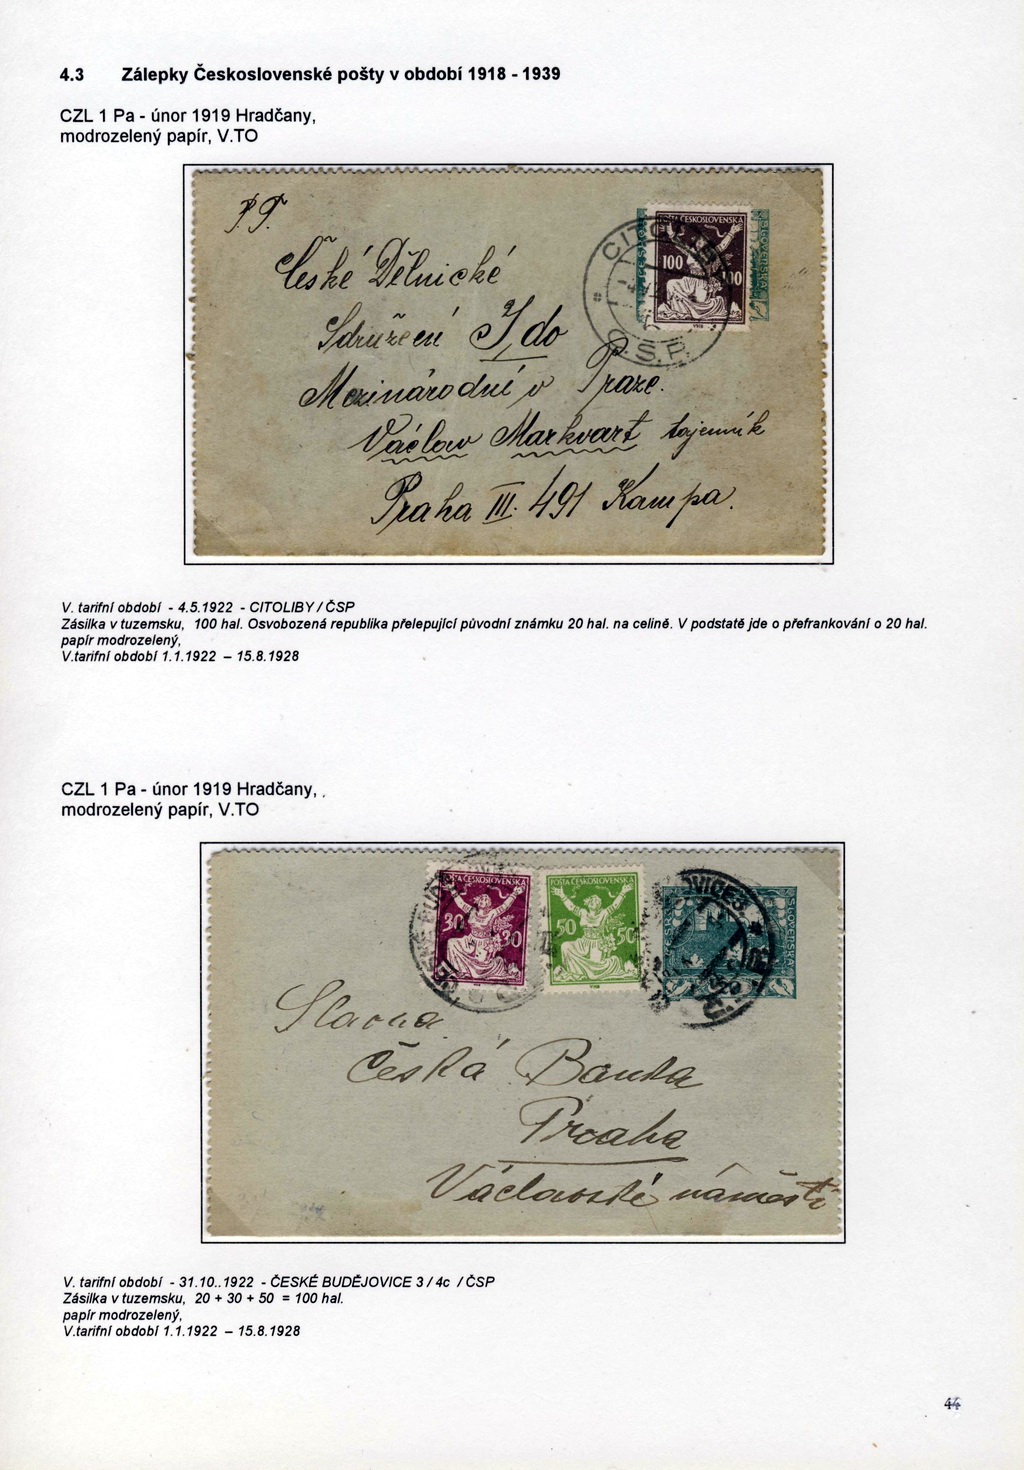 4.3 Zálepky Československé pošty v období 1918 - 1939
CZL 1 Pa - únor 1919 Hradčany,
modrozelený papír, V.TO
P.T.
České Dělnické
Sdružení
do
Mezinárodní v Praze.
Václav Markvart tajemník
Praha III. 491 Kampa.
POŠTA ČESKOSLOVENSKÁ
100 100
CITOLIBY
Č.S.P.
V. tarifní období - 4.5.1922 - CITOLIBY / ČSP
Zásilka v tuzemsku, 100 hal. Osvobozená republika přelepující původní známku 20 hal. na celině. V podstatě jde o přefrankování o 20 hal.
papír modrozelený,
V.tarifní období 1.1.1922 – 15.8.1928
CZL 1 Pa - únor 1919 Hradčany, .
modrozelený papír, V.TO
POŠTA ČESKOSLOVENSKÁ
30 30
POŠTA ČESKOSLOVENSKÁ
50 50
Slavná
Česká Banka
Praha
Václavské náměstí
V. tarifní období - 31.10..1922 - ČESKÉ BUDĚJOVICE 3 / 4c / ČSP
Zásilka v tuzemsku, 20 + 30 + 50 = 100 hal.
papír modrozelený,
V.tarifní období 1.1.1922 – 15.8.1928
44